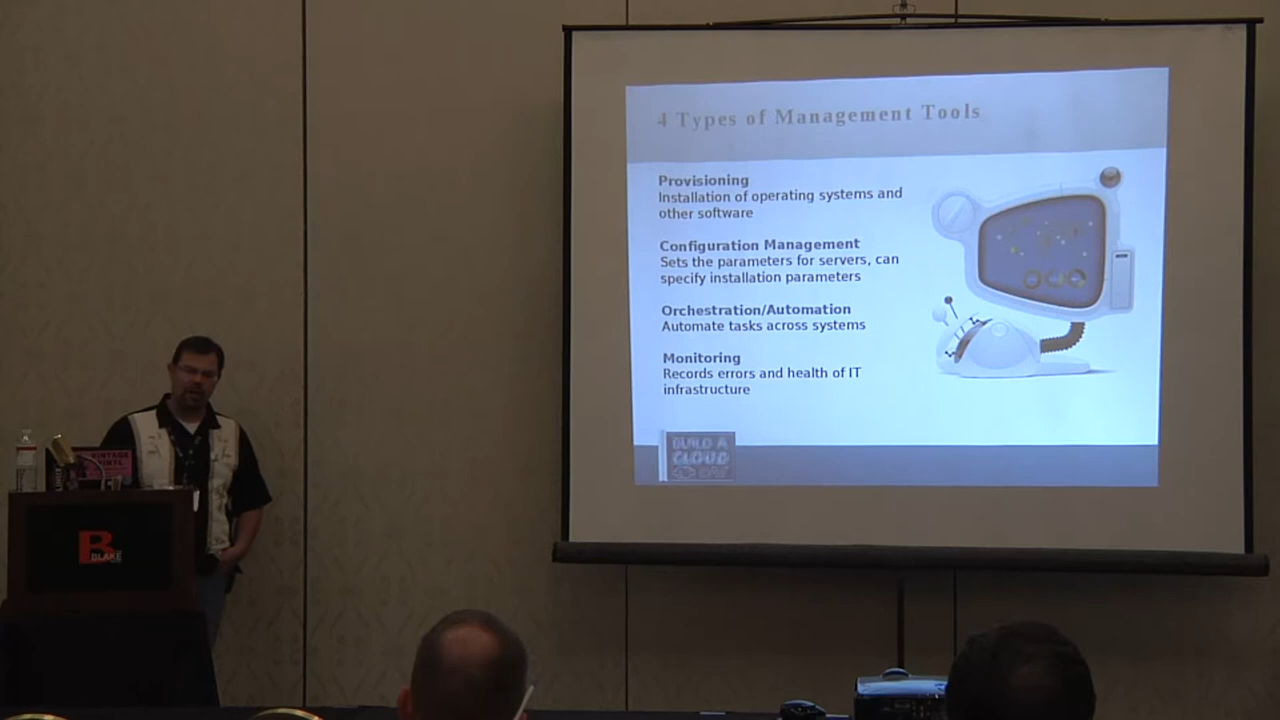 4 Types of Management Tools
Provisioning
Installation of operating systems and
other software
Configuration Management
Sets the parameters for servers, can
specify installation parameters
Orchestration/Automation
Automate tasks across systems
Monitoring
Records errors and health of IT
infrastructure
BUILD A
CLOUD
VINTAGE
VINYL
B
BLAKE